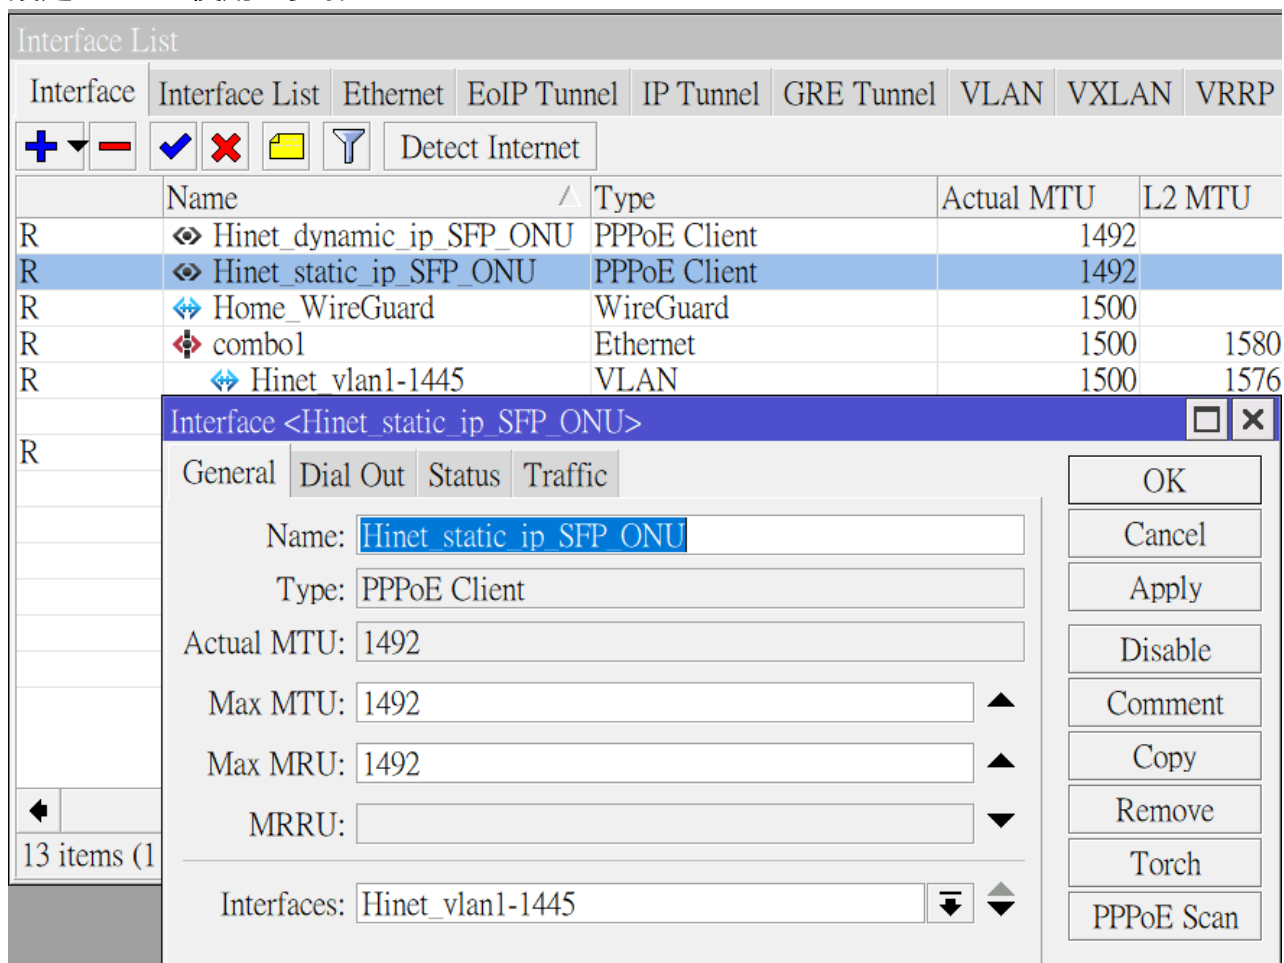 Interface List
Interface Interface List Ethernet EoIP Tunnel IP Tunnel GRE Tunnel VLAN VXLAN VRRP
Detect Internet
Name Type Actual MTU L2 MTU
R Hinet_dynamic_ip_SFP_ONU PPPoE Client 1492
R Hinet_static_ip_SFP_ONU PPPoE Client 1492
R Home_WireGuard WireGuard 1500
R combo1 Ethernet 1500 1580
R Hinet_vlan1-1445 VLAN 1500 1576
R
Interface <Hinet_static_ip_SFP_ONU>
General Dial Out Status Traffic
Name: Hinet_static_ip_SFP_ONU
Type: PPPoE Client
Actual MTU: 1492
Max MTU: 1492
Max MRU: 1492
MRRU:
Interfaces: Hinet_vlan1-1445
OK
Cancel
Apply
Disable
Comment
Copy
Remove
Torch
PPPoE Scan
13 items (1